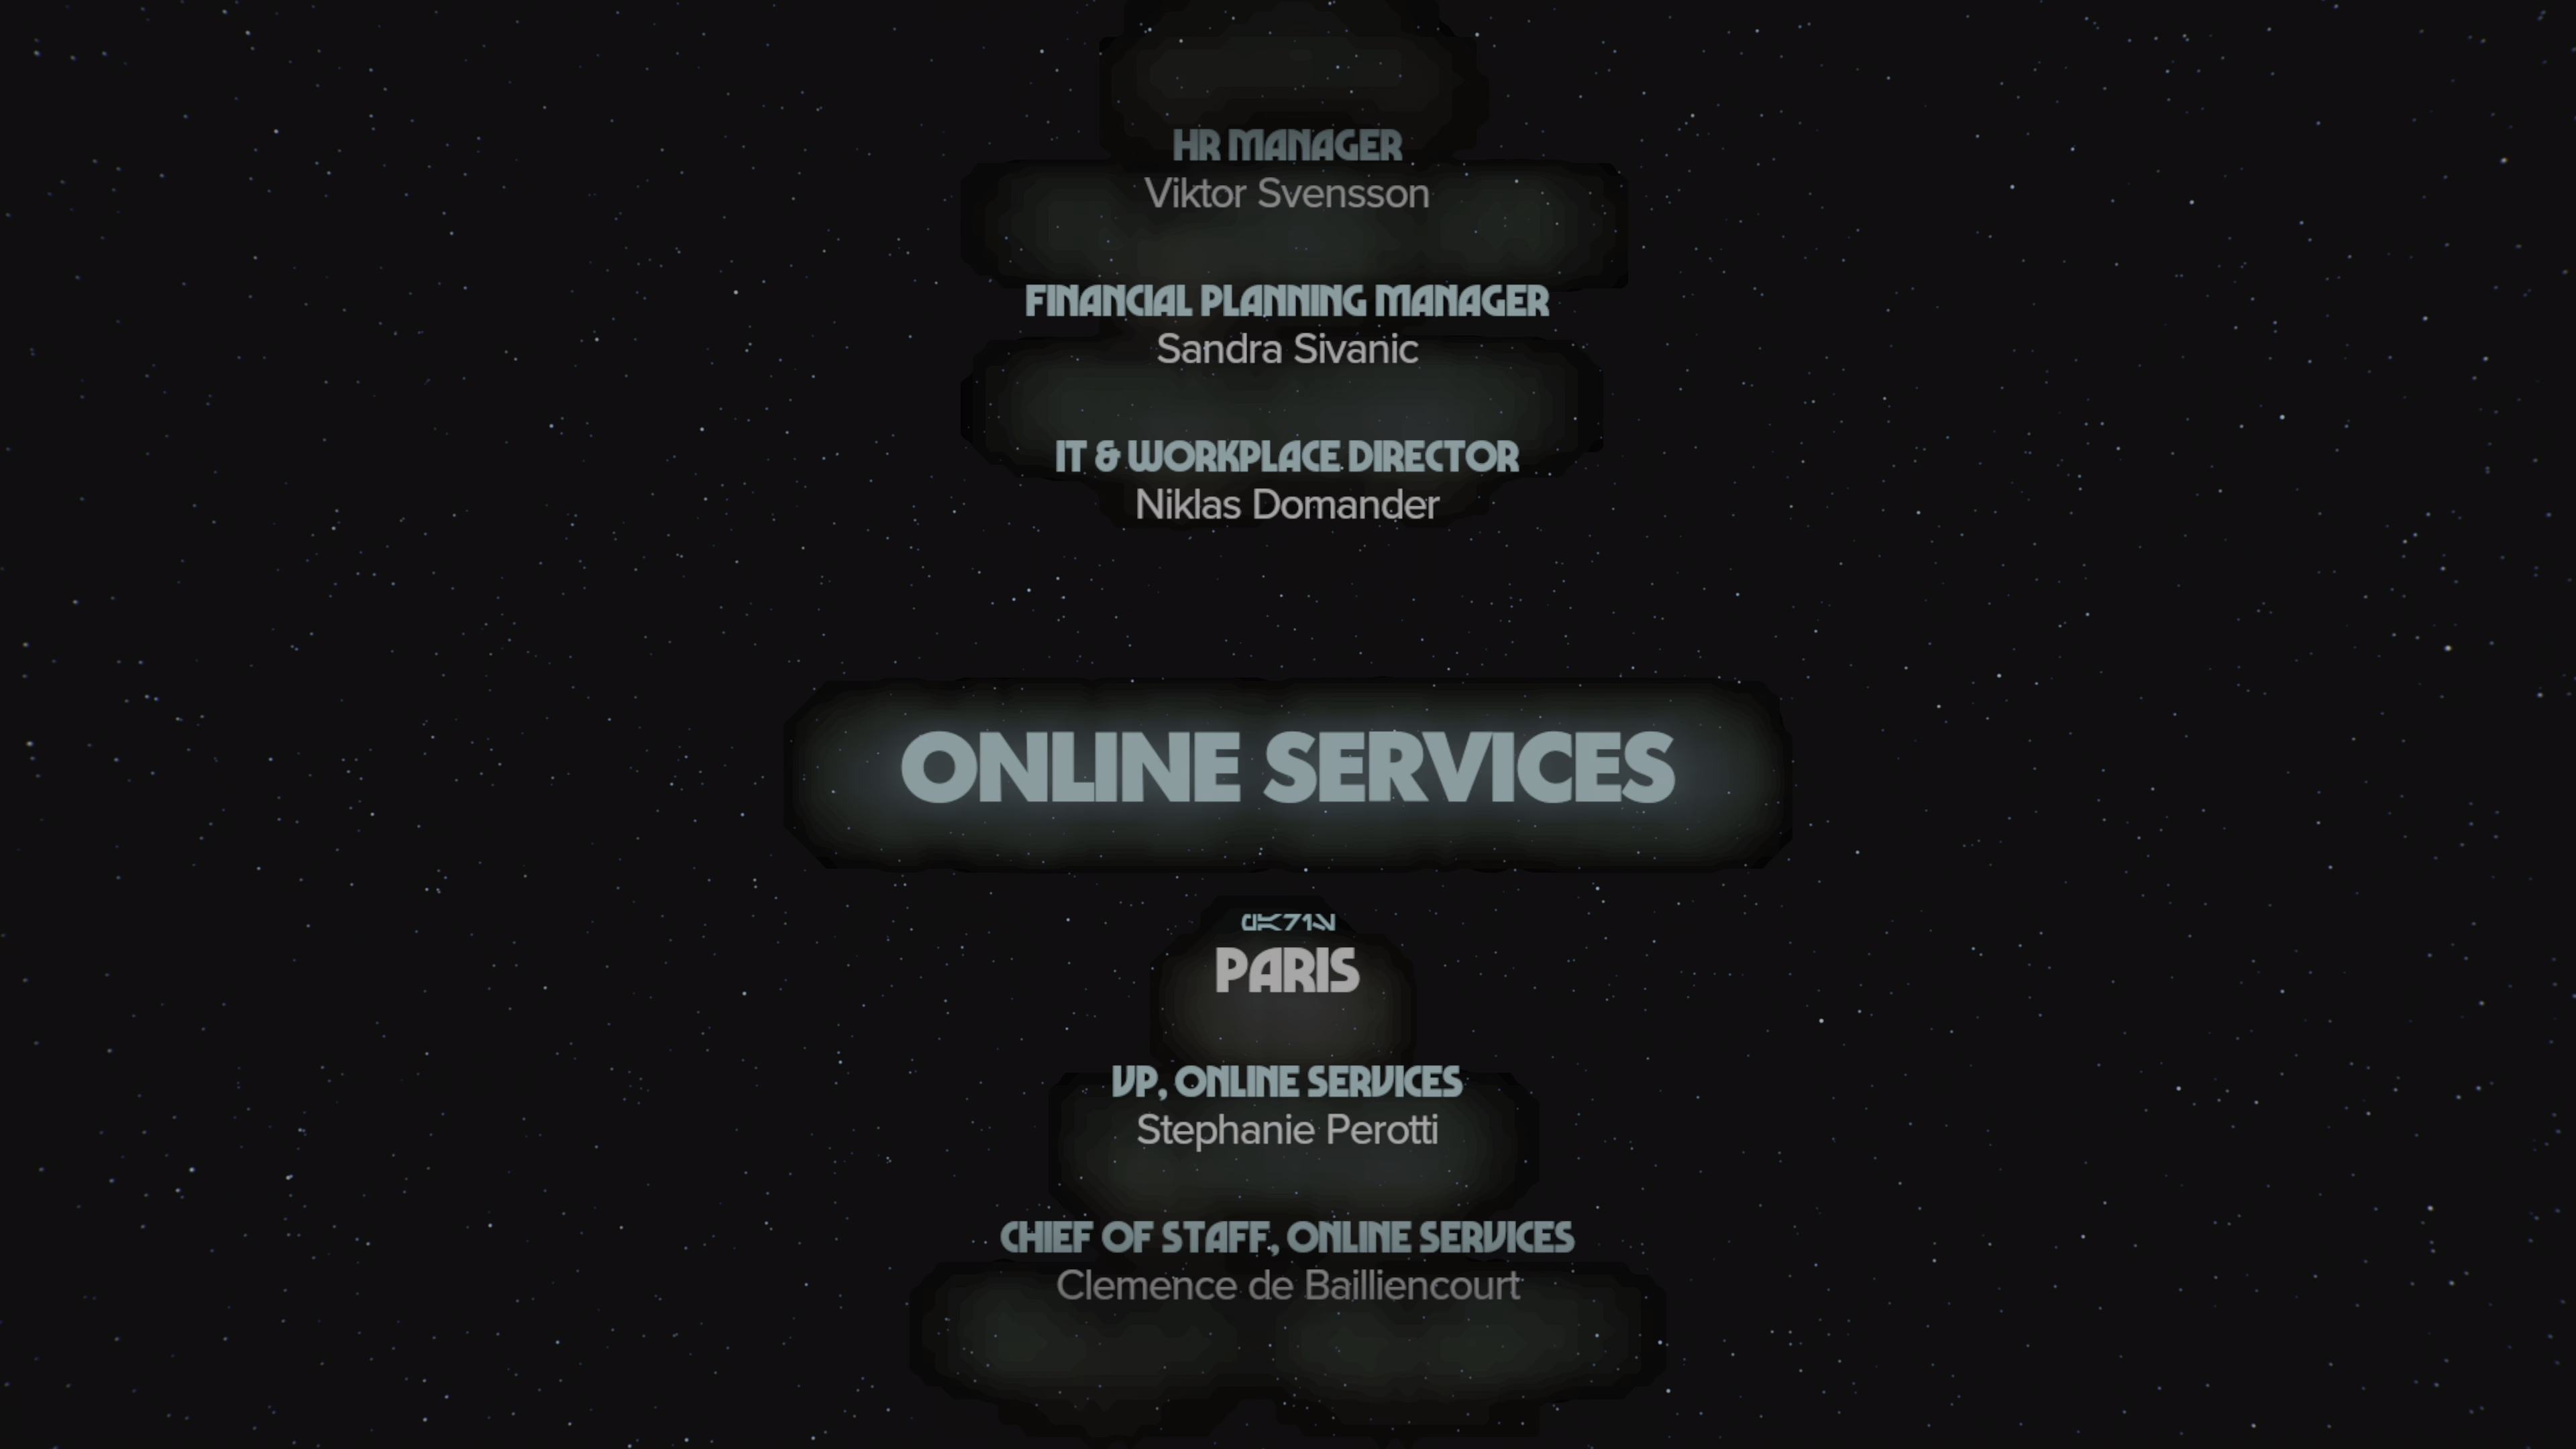 HR MANAGER
Viktor Svensson
FINANCIAL PLANNING MANAGER
Sandra Sivanic
IT & WORKPLACE DIRECTOR
Niklas Domander
ONLINE SERVICES
PARIS
VP, ONLINE SERVICES
Stephanie Perotti
CHIEF OF STAFF, ONLINE SERVICES
Clemence de Bailliencourt